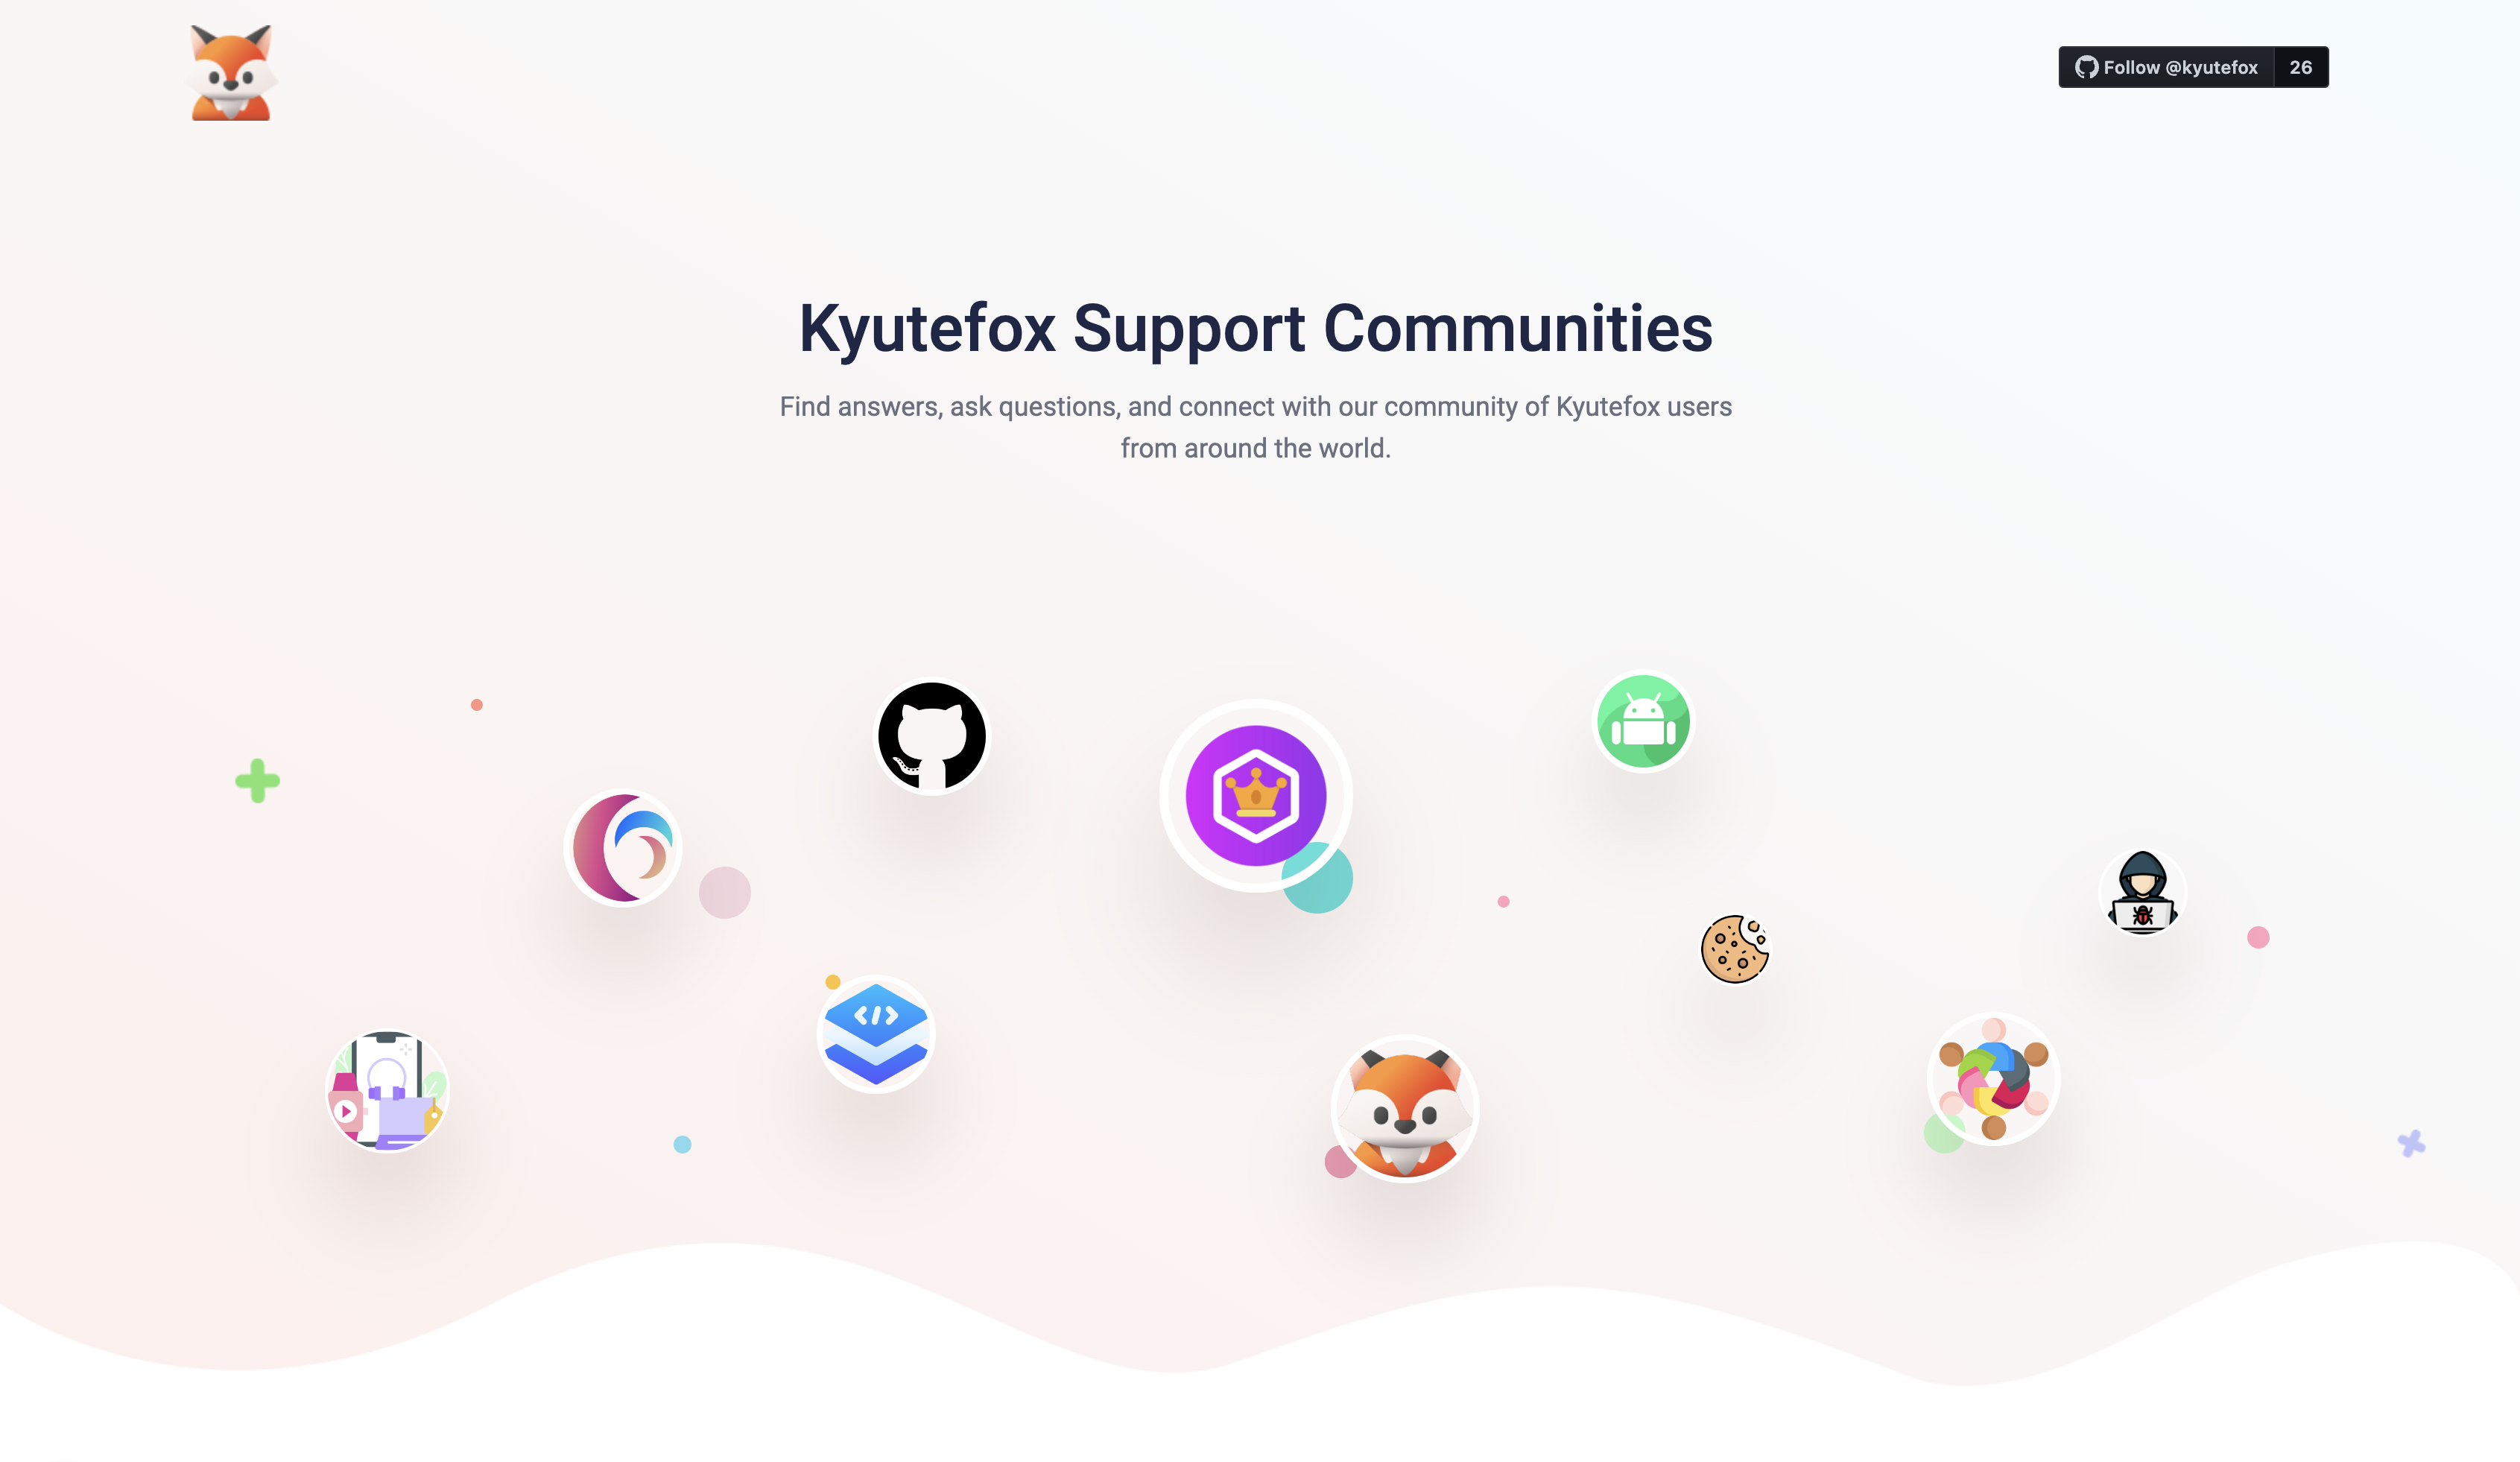 Follow @kyutefox 26
Kyutefox Support Communities
Find answers, ask questions, and connect with our community of Kyutefox users
from around the world.